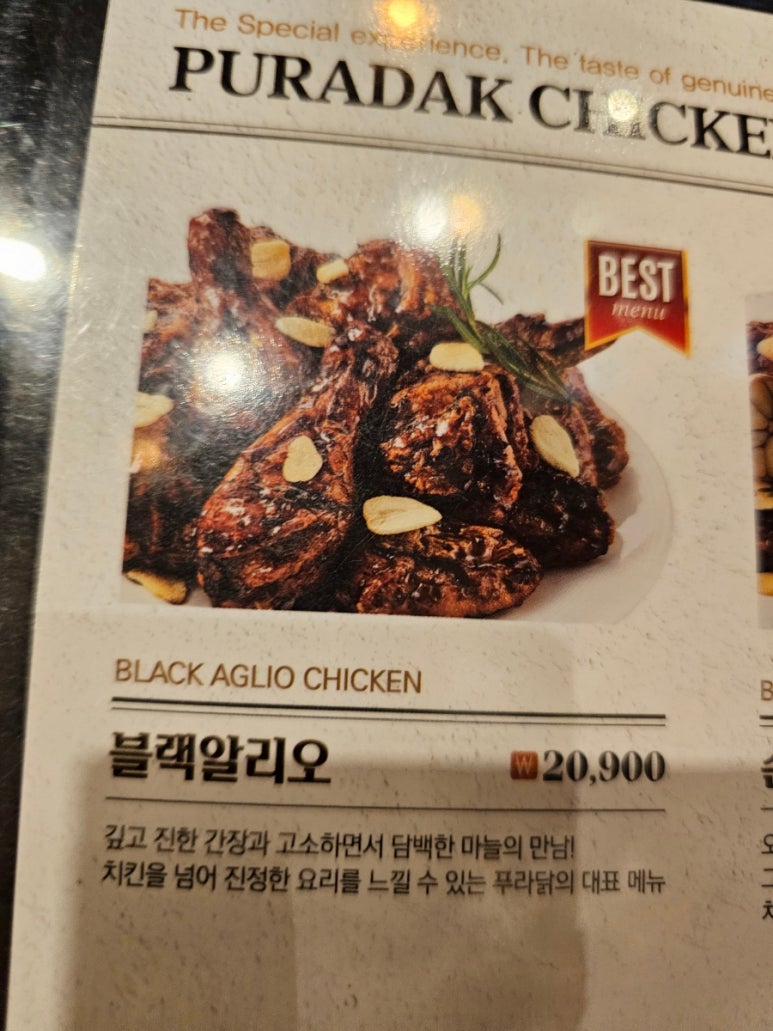 The Special experience, The taste of genuine
PURADAK CHICKE
BEST
menu
BLACK AGLIO CHICKEN
블랙알리오
W 20,900
깊고 진한 간장과 고소하면서 담백한 마늘의 만남!
치킨을 넘어 진정한 요리를 느낄 수 있는 푸라닭의 대표 메뉴